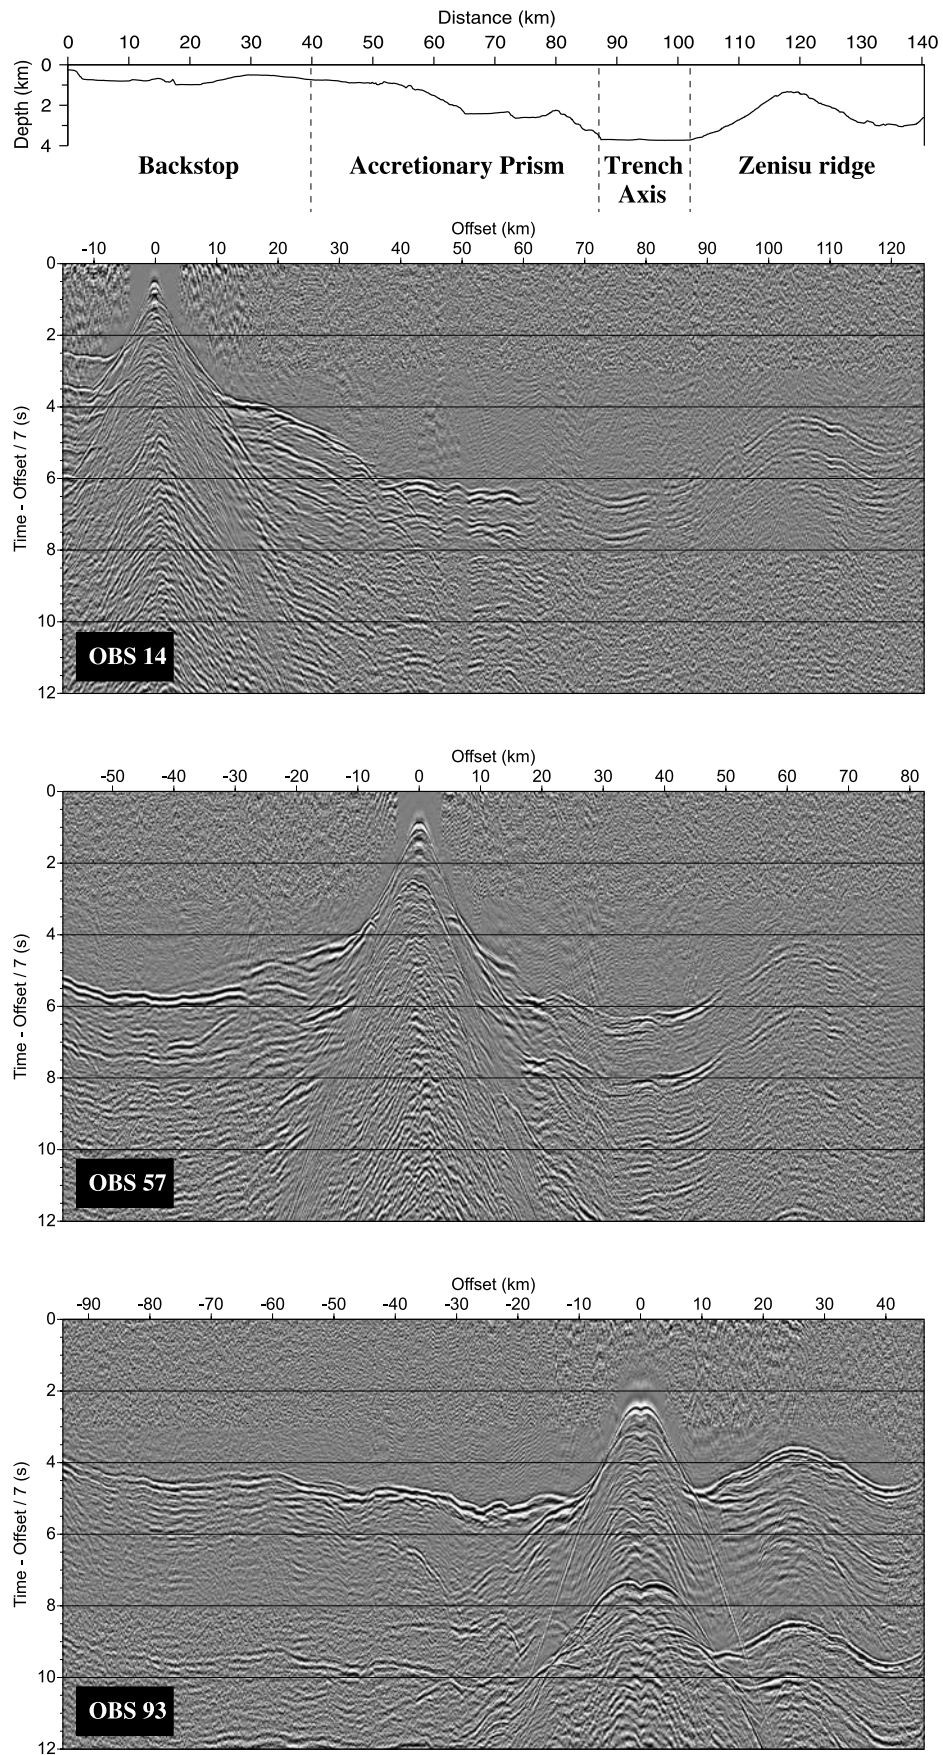 Distance (km)
0 10 20 30 40 50 60 70 80 90 100 110 120 130 140
Depth (km)
0
2
4
Backstop Accretionary Prism Trench Axis Zenisu ridge
Offset (km)
-10 0 10 20 30 40 50 60 70 80 90 100 110 120
Time - Offset / 7 (s)
0
2
4
6
8
10
12
OBS 14
Offset (km)
-50 -40 -30 -20 -10 0 10 20 30 40 50 60 70 80
Time - Offset / 7 (s)
0
2
4
6
8
10
12
OBS 57
Offset (km)
-90 -80 -70 -60 -50 -40 -30 -20 -10 0 10 20 30 40
Time - Offset / 7 (s)
0
2
4
6
8
10
12
OBS 93